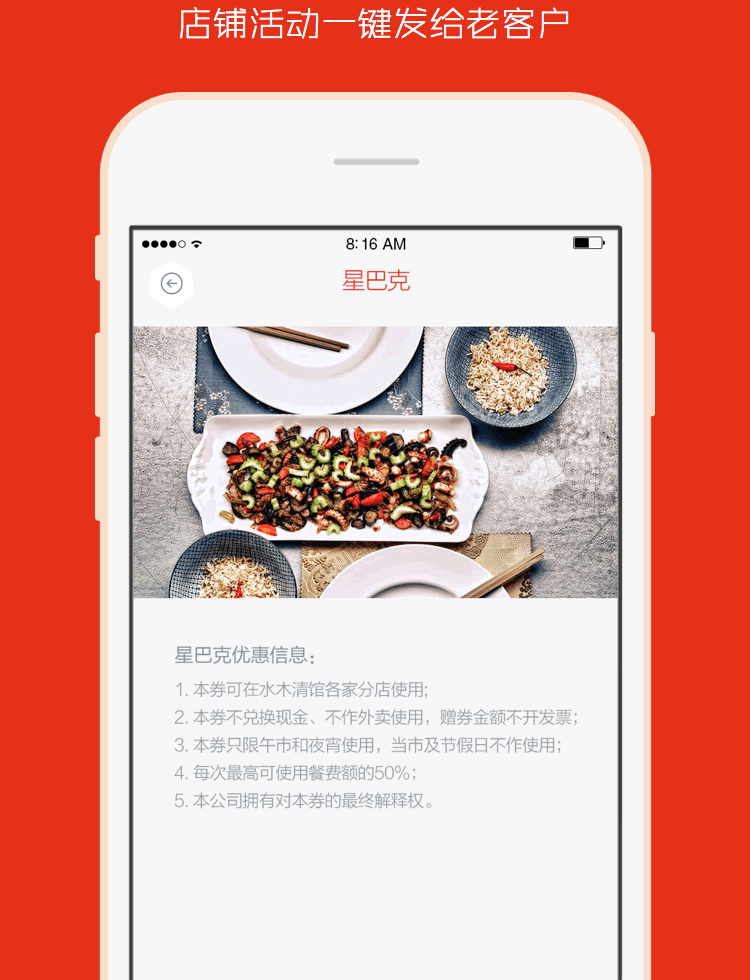 店铺活动一键发给老客户
8:16 AM
星巴克
星巴克优惠信息：
1. 本券可在水木清馆各家分店使用;
2. 本券不兑换现金、不作外卖使用，赠券金额不开发票；
3. 本券只限午市和夜宵使用，当市及节假日不作使用；
4. 每次最高可使用餐费额的50%；
5. 本公司拥有对本券的最终解释权。